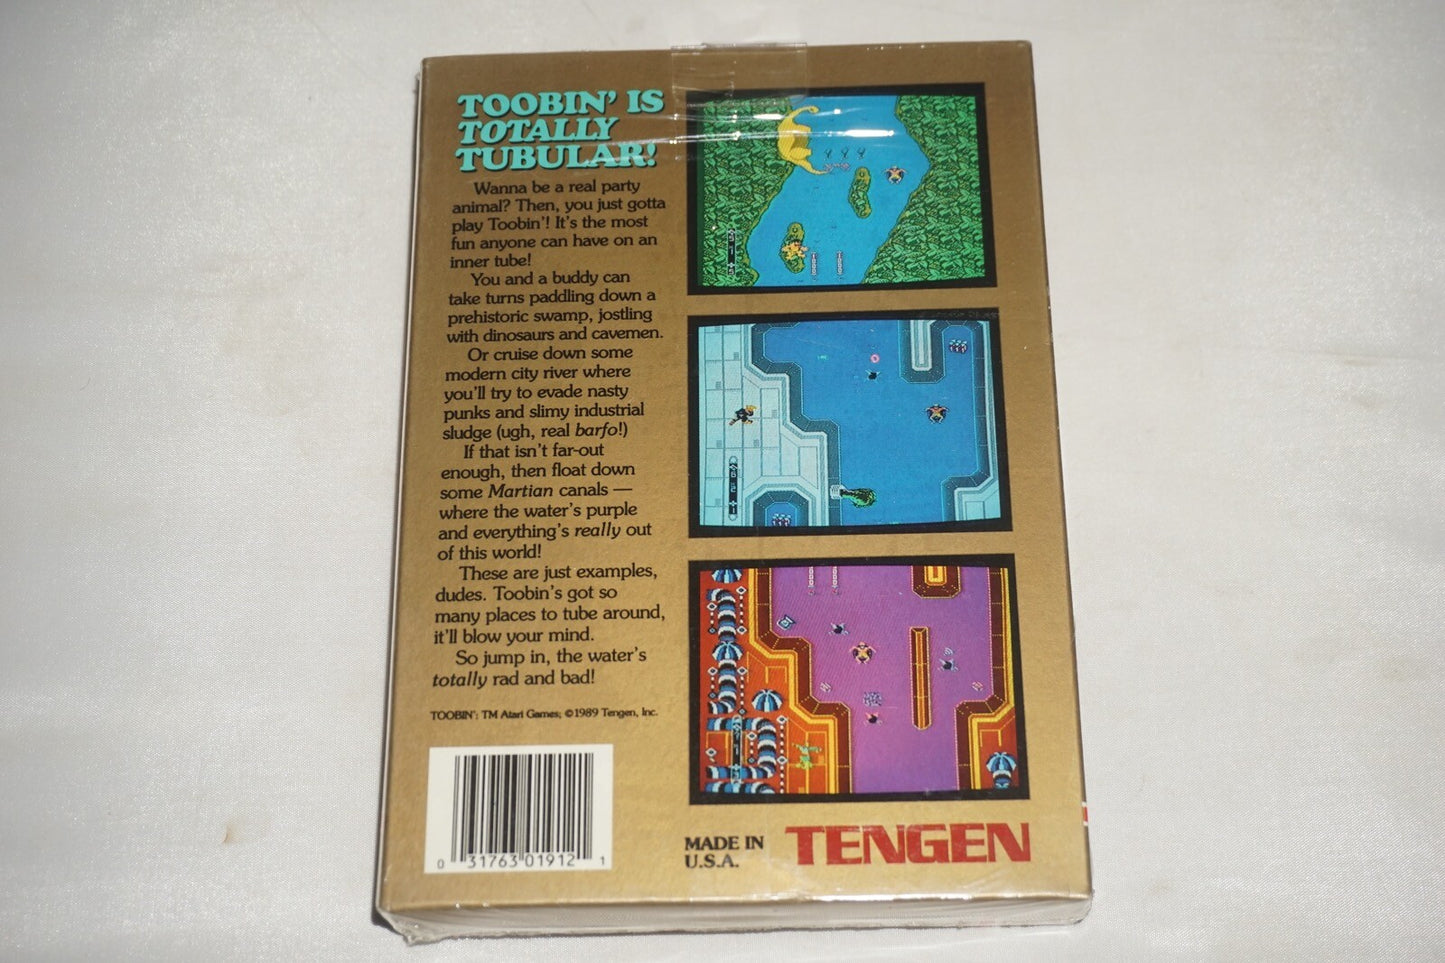 TOOBIN' IS
TOTALLY
TUBULAR!
Wanna be a real party
animal? Then, you just gotta
play Toobin'! It's the most
fun anyone can have on an
inner tube!
You and a buddy can
take turns paddling down a
prehistoric swamp, jostling
with dinosaurs and cavemen.
Or cruise down some
modern city river where
you'll try to evade nasty
punks and slimy industrial
sludge (ugh, real barfo!)
If that isn't far-out
enough, then float down
some Martian canals —
where the water's purple
and everything's really out
of this world!
These are just examples,
dudes. Toobin's got so
many places to tube around,
it'll blow your mind.
So jump in, the water's
totally rad and bad!
TOOBIN': TM Atari Games; ©1989 Tengen, Inc.
0 31763 01912 1
MADE IN
U.S.A.
TENGEN